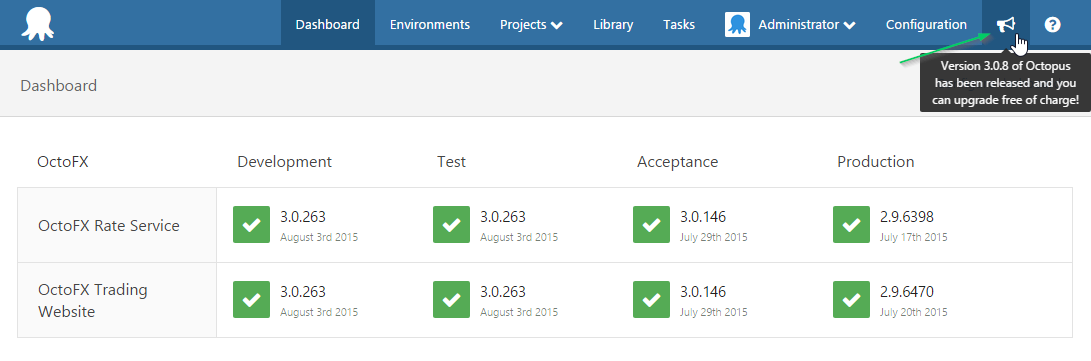 Dashboard Environments Projects Library Tasks Administrator Configuration
Version 3.0.8 of Octopus
has been released and you
can upgrade free of charge!
Dashboard
OctoFX Development Test Acceptance Production
OctoFX Rate Service
3.0.263 3.0.263 3.0.146 2.9.6398
August 3rd 2015 August 3rd 2015 July 29th 2015 July 17th 2015
OctoFX Trading
Website
3.0.263 3.0.263 3.0.146 2.9.6470
August 3rd 2015 August 3rd 2015 July 29th 2015 July 20th 2015